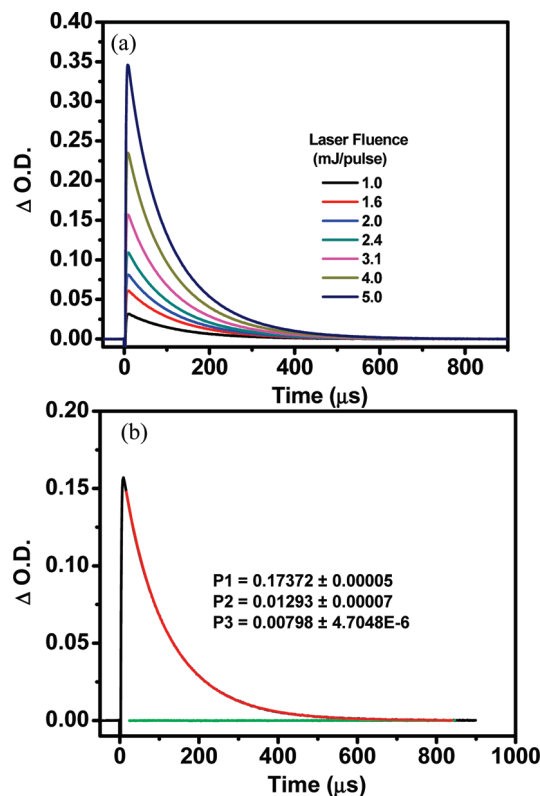 (a)
0.40
0.35
0.30
0.25
0.20
0.15
0.10
0.05
0.00
Δ O.D.
Laser Fluence
(mJ/pulse)
1.0
1.6
2.0
2.4
3.1
4.0
5.0
0 200 400 600 800
Time (μs)
(b)
0.20
0.15
0.10
0.05
0.00
Δ O.D.
P1 = 0.17372 ± 0.00005
P2 = 0.01293 ± 0.00007
P3 = 0.00798 ± 4.7048E-6
0 200 400 600 800 1000
Time (μs)